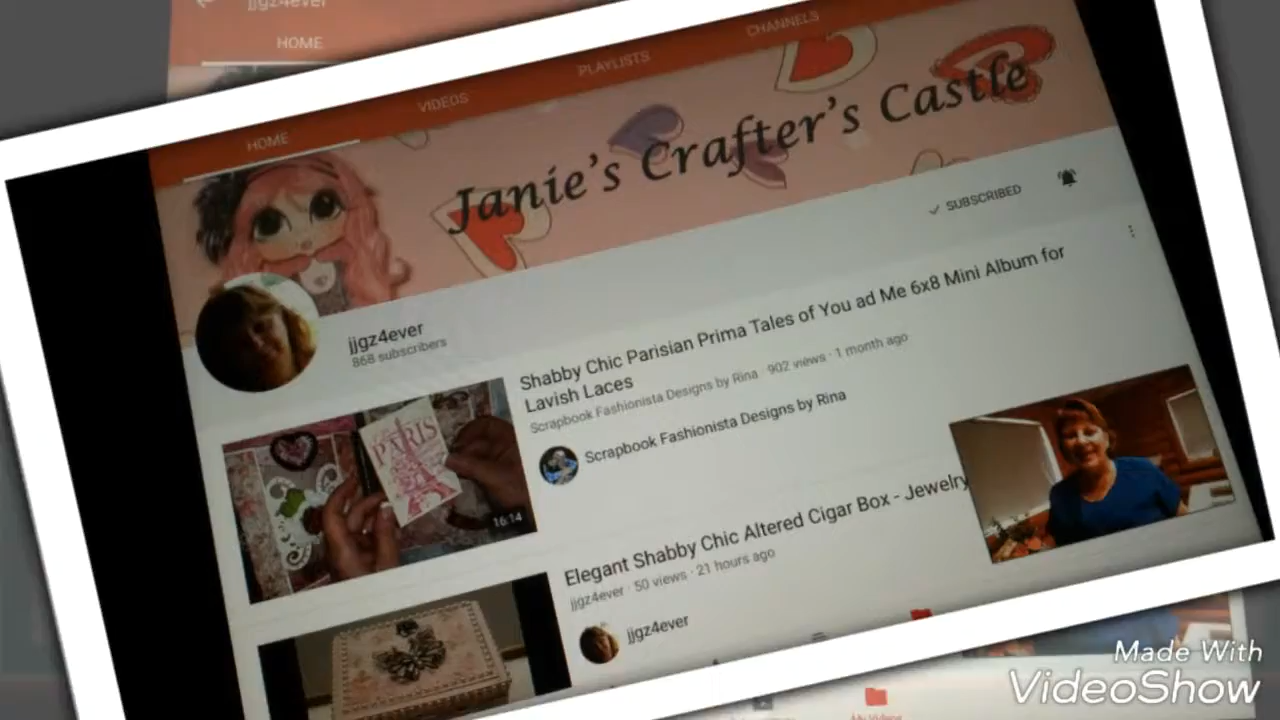 jjgz4ever
HOME
HOME
VIDEOS
PLAYLISTS
CHANNELS
Janie's Crafter's Castle
SUBSCRIBED
jjgz4ever
868 subscribers
Shabby Chic Parisian Prima Tales of You ad Me 6x8 Mini Album for
Lavish Laces
Scrapbook Fashionista Designs by Rina · 902 views · 1 month ago
Scrapbook Fashionista Designs by Rina
PARIS
16:14
Elegant Shabby Chic Altered Cigar Box - Jewelry
jjgz4ever · 50 views · 21 hours ago
jjgz4ever
My Videos
Made With
VideoShow